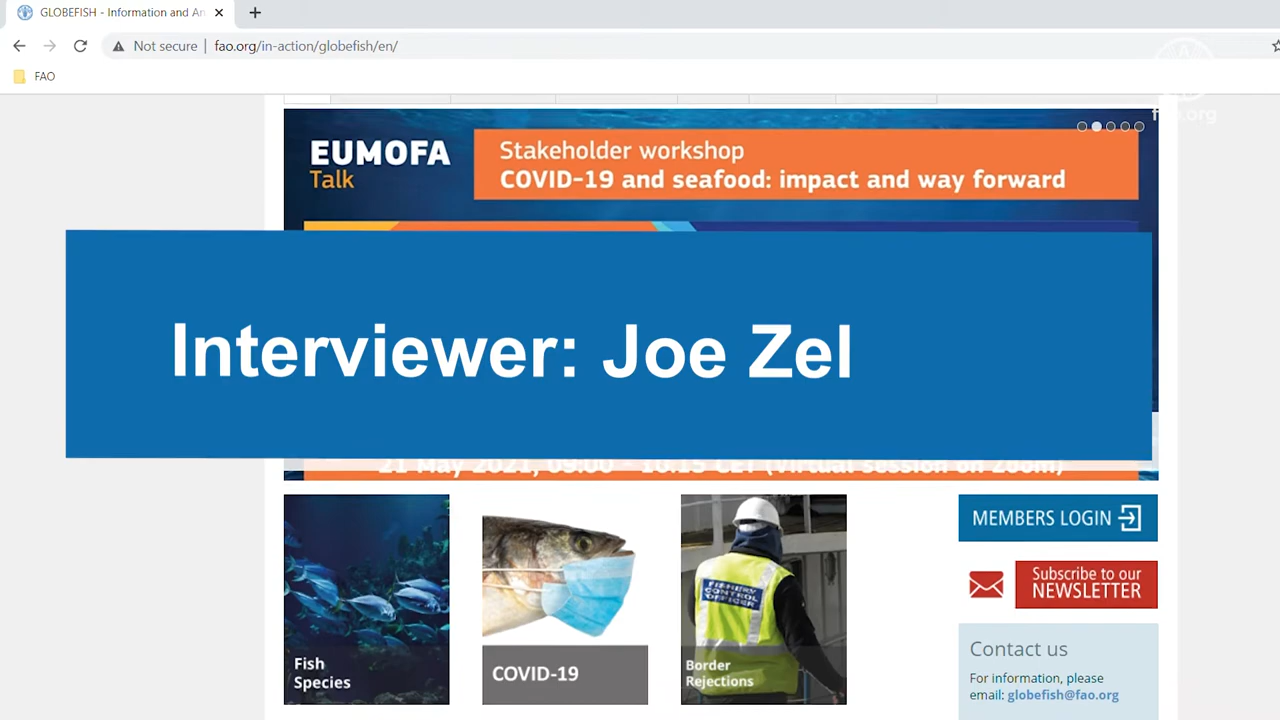 GLOBEFISH - Information and An
Not secure | fao.org/in-action/globefish/en/
FAO
fao.org
EUMOFA
Talk
Stakeholder workshop
COVID-19 and seafood: impact and way forward
Interviewer: Joe Zel
21 May 2021, 09:00 - 10:15 CET (Virtual session on Zoom)
Fish
Species
COVID-19
FISHERY
CONTROL
OFFICER
Border
Rejections
MEMBERS LOGIN
Subscribe to our
NEWSLETTER
Contact us
For information, please
email: globefish@fao.org